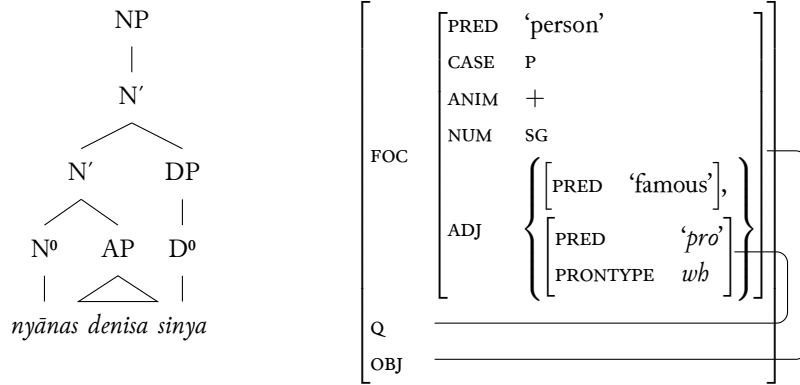 NP
N′
N′ DP
N⁰ AP D⁰
nyānas denisa sinya
FOC
PRED ‘person’
CASE P
ANIM +
NUM SG
ADJ
PRED ‘famous’ ,
PRED ‘pro’
PRONTYPE wh
Q
OBJ